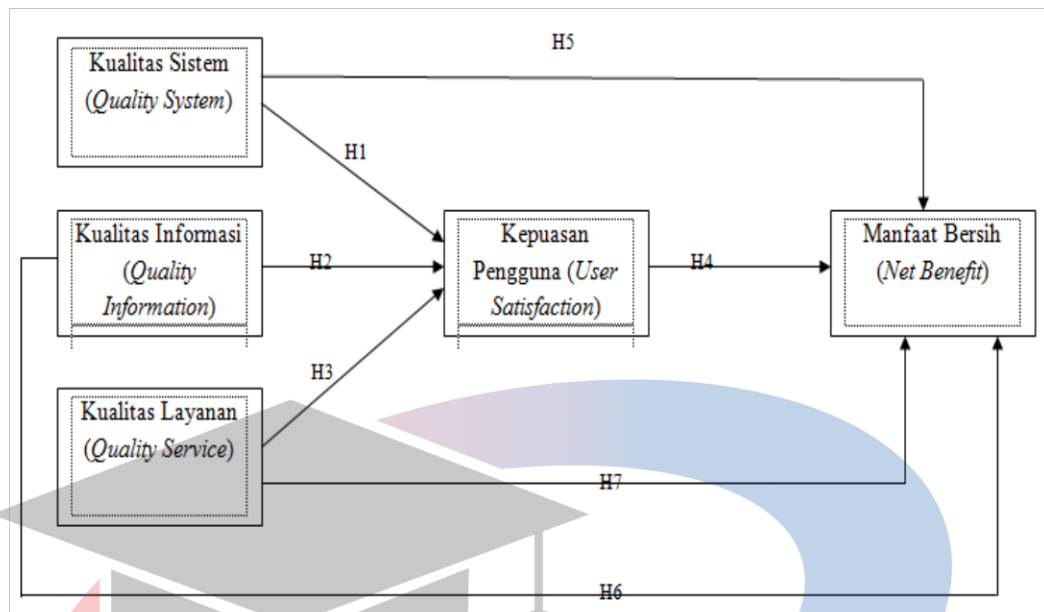 H5
Kualitas Sistem
(Quality System)
H1
Kualitas Informasi
(Quality
Information)
H2
Kepuasan
Pengguna (User
Satisfaction)
H4
Manfaat Bersih
(Net Benefit)
H3
Kualitas Layanan
(Quality Service)
H7
H6